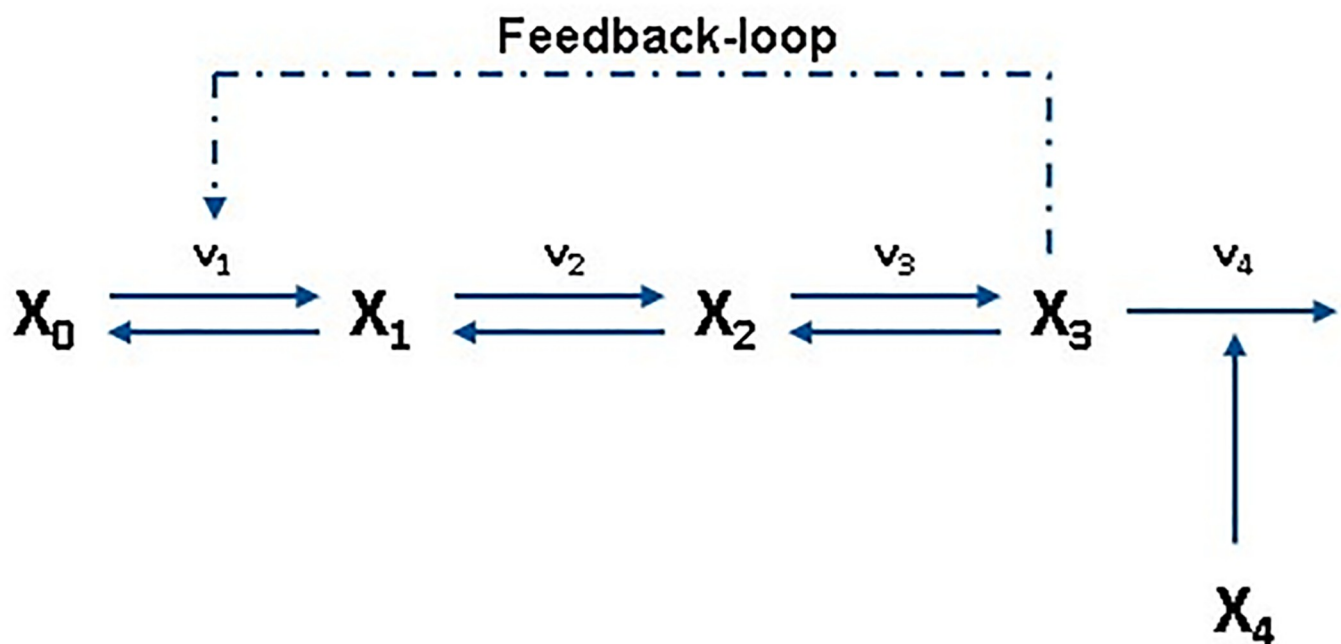 Feedback-loop
v₁ v₂ v₃ v₄
X₀ X₁ X₂ X₃
X₄